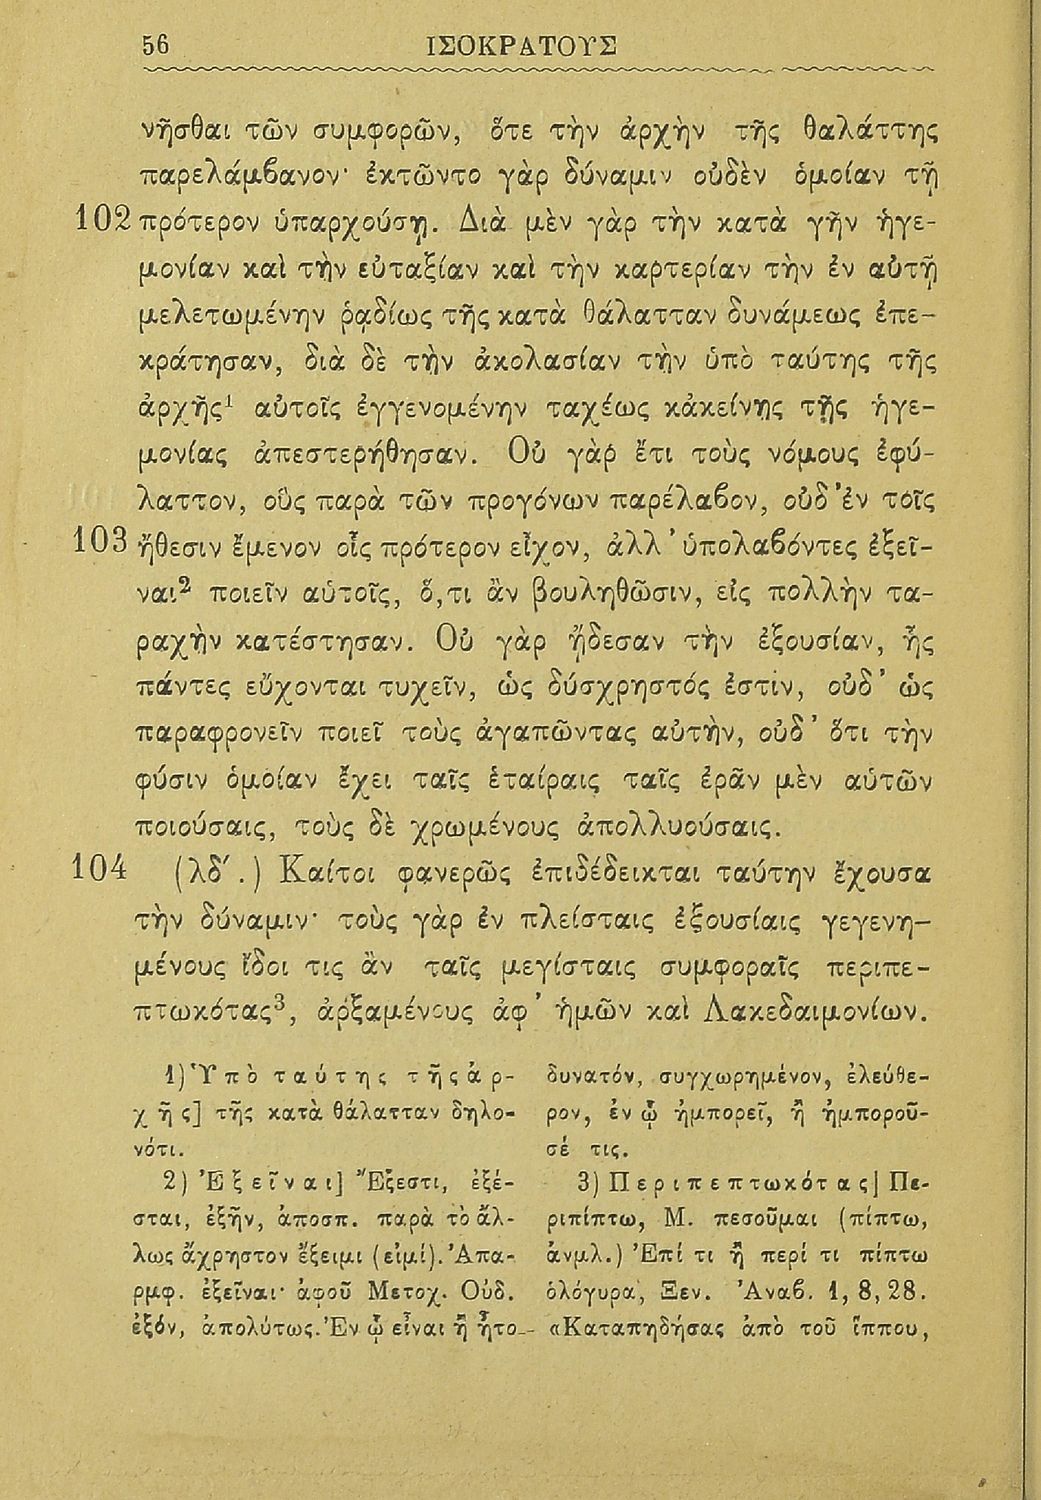 56 ΙΣΟΚΡΑΤΟΥΣ
νῆσθαι τῶν συμφορῶν, ὅτε τὴν ἀρχὴν τῆς θαλάττης
παρελάμβανον· ἐκτῶντο γὰρ δύναμιν οὐδὲν ὁμοίαν τῇ
102 πρότερον ὑπαρχούσῃ. Διὰ μὲν γὰρ τὴν κατὰ γῆν ἡγε-
μονίαν καὶ τὴν εὐταξίαν καὶ τὴν καρτερίαν τὴν ἐν αὐτῇ
μελετωμένην ῥᾳδίως τῆς κατὰ θάλατταν δυνάμεως ἐπε-
κράτησαν, διὰ δὲ τὴν ἀκολασίαν τὴν ὑπὸ ταύτης τῆς
ἀρχῆς¹ αὐτοῖς ἐγγενομένην ταχέως κἀκείνης τῆς ἡγε-
μονίας ἀπεστερήθησαν. Οὐ γὰρ ἔτι τοὺς νόμους ἐφύ-
λαττον, οὓς παρὰ τῶν προγόνων παρέλαβον, οὐδ’ ἐν τοῖς
103 ἤθεσιν ἔμενον οἷς πρότερον εἶχον, ἀλλ’ ὑπολαβόντες ἐξεῖ-
ναι² ποιεῖν αὑτοῖς, ὅ,τι ἂν βουληθῶσιν, εἰς πολλὴν τα-
ραχὴν κατέστησαν. Οὐ γὰρ ᾔδεσαν τὴν ἐξουσίαν, ἧς
πάντες εὔχονται τυχεῖν, ὡς δύσχρηστός ἐστιν, οὐδ’ ὡς
παραφρονεῖν ποιεῖ τοὺς ἀγαπῶντας αὐτήν, οὐδ’ ὅτι τὴν
φύσιν ὁμοίαν ἔχει ταῖς ἑταίραις ταῖς ἐρᾶν μὲν αὑτῶν
ποιούσαις, τοὺς δὲ χρωμένους ἀπολλυούσαις.
104 (λδ′.) Καίτοι φανερῶς ἐπιδέδεικται ταύτην ἔχουσα
τὴν δύναμιν· τοὺς γὰρ ἐν πλείσταις ἐξουσίαις γεγενη-
μένους ἴδοι τις ἂν ταῖς μεγίσταις συμφοραῖς περιπε-
πτωκότας³, ἀρξαμένους ἀφ’ ἡμῶν καὶ Λακεδαιμονίων.
1) Ὑπὸ ταύτης τῆς ἀρ-
χῆς] τῆς κατὰ θάλατταν δηλο-
νότι.
2) Ἐξεῖναι] Ἔξεστι, ἐξέ-
σται, ἐξῆν, ἀποσπ. παρὰ τὸ ἄλ-
λως ἄχρηστον ἔξειμι (εἰμί). Ἀπα-
ρμφ. ἐξεῖναι· ἀφοῦ Μετοχ. Οὐδ.
ἐξόν, ἀπολύτως. Ἐν ᾧ εἶναι ἢ ἦτο-
δυνατόν, συγχωρημένον, ἐλεύθε-
ρον, ἐν ᾧ ἠμπορεῖ, ἢ ἠμποροῦ-
σέ τις.
3) Περιπεπτωκότας] Πε-
ριπίπτω, Μ. πεσοῦμαι (πίπτω,
ἀνμλ.) Ἐπί τι ἢ περί τι πίπτω
ὁλόγυρα, Ξεν. Ἀναβ. 1, 8, 28.
«Καταπηδήσας ἀπὸ τοῦ ἵππου,